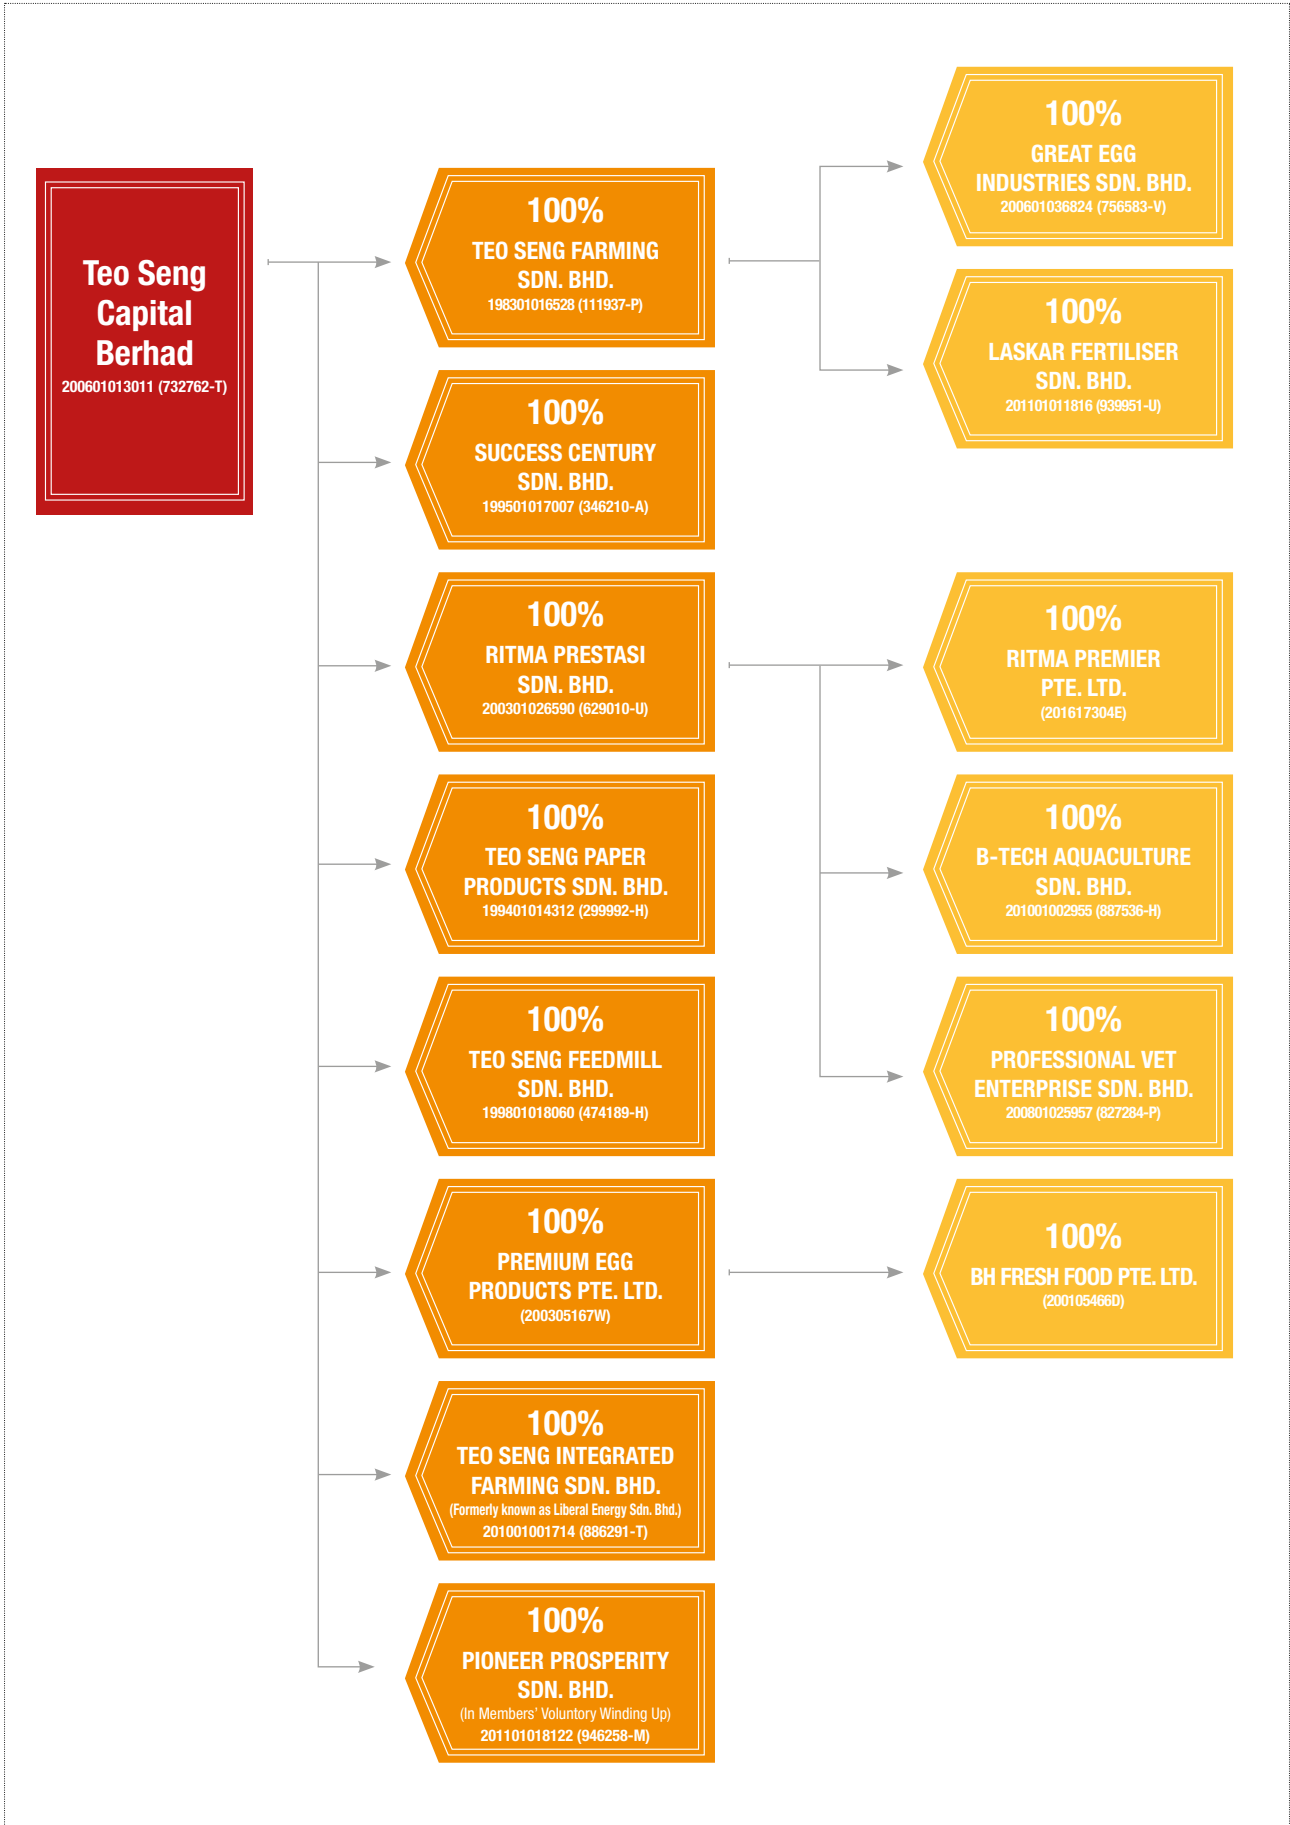 Teo Seng
Capital
Berhad
200601013011 (732762-T)
100%
TEO SENG FARMING
SDN. BHD.
198301016528 (111937-P)
100%
GREAT EGG
INDUSTRIES SDN. BHD.
200601036824 (756583-V)
100%
LASKAR FERTILISER
SDN. BHD.
201101011816 (939951-U)
100%
SUCCESS CENTURY
SDN. BHD.
199501017007 (346210-A)
100%
RITMA PRESTASI
SDN. BHD.
200301026590 (629010-U)
100%
RITMA PREMIER
PTE. LTD.
(201617304E)
100%
B-TECH AQUACULTURE
SDN. BHD.
201001002955 (887536-H)
100%
PROFESSIONAL VET
ENTERPRISE SDN. BHD.
200801025957 (827284-P)
100%
TEO SENG PAPER
PRODUCTS SDN. BHD.
199401014312 (299992-H)
100%
TEO SENG FEEDMILL
SDN. BHD.
199801018060 (474189-H)
100%
PREMIUM EGG
PRODUCTS PTE. LTD.
(200305167W)
100%
BH FRESH FOOD PTE. LTD.
(200105466D)
100%
TEO SENG INTEGRATED
FARMING SDN. BHD.
(Formerly known as Liberal Energy Sdn. Bhd.)
201001001714 (886291-T)
100%
PIONEER PROSPERITY
SDN. BHD.
(In Members' Voluntory Winding Up)
201101018122 (946258-M)